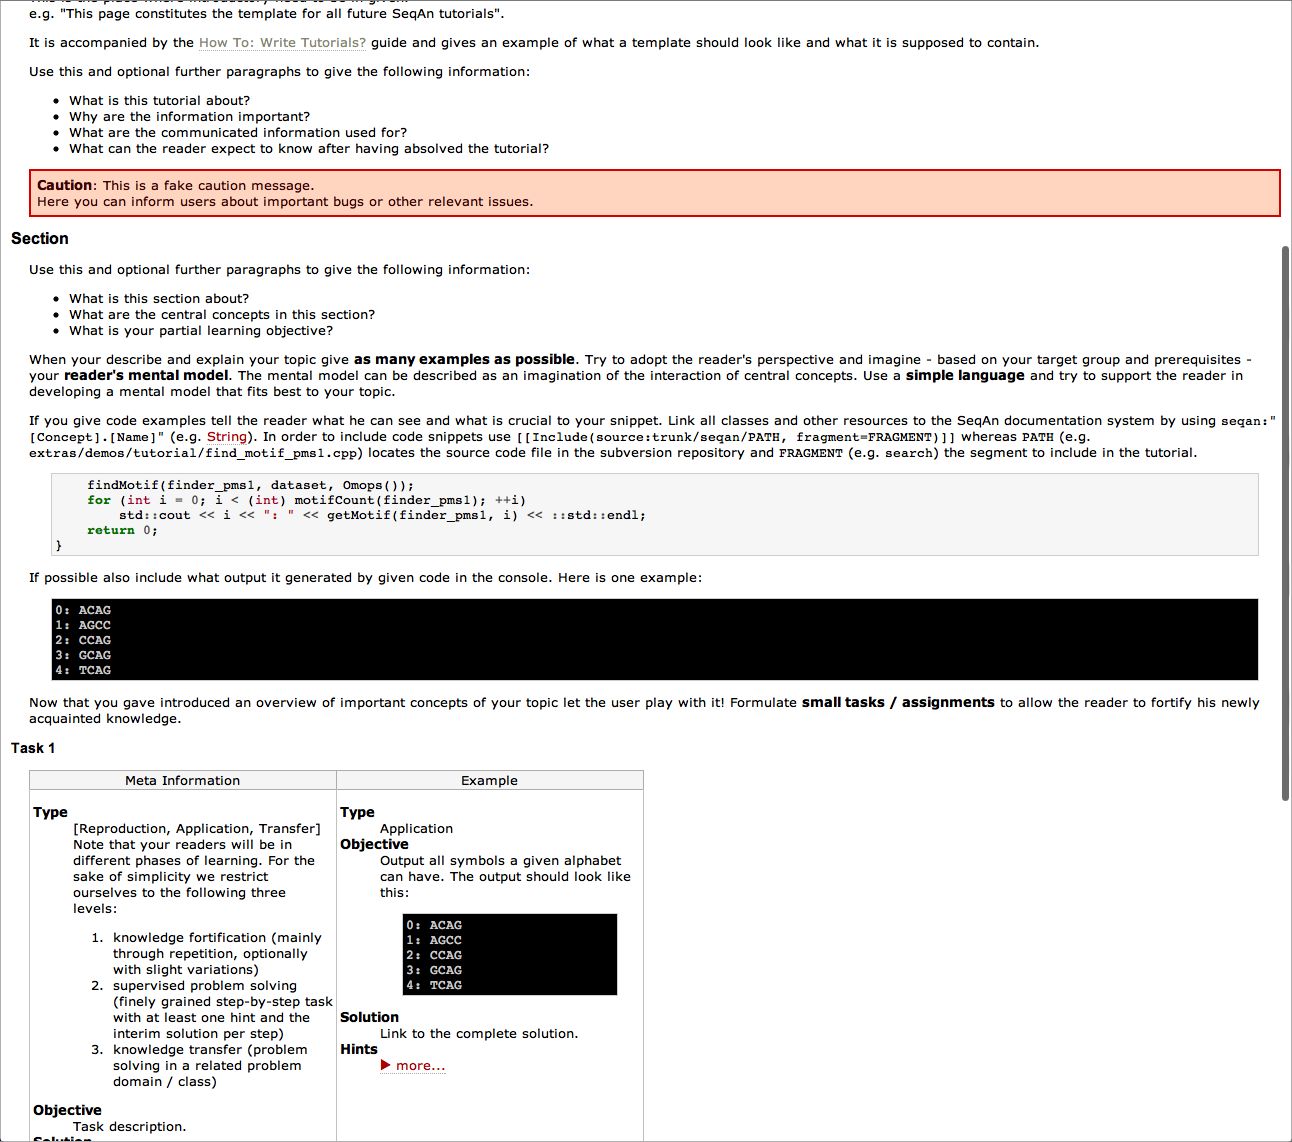 e.g. "This page constitutes the template for all future SeqAn tutorials".
It is accompanied by the How To: Write Tutorials? guide and gives an example of what a template should look like and what it is supposed to contain.
Use this and optional further paragraphs to give the following information:
• What is this tutorial about?
• Why are the information important?
• What are the communicated information used for?
• What can the reader expect to know after having absolved the tutorial?
Caution: This is a fake caution message.
Here you can inform users about important bugs or other relevant issues.
Section
Use this and optional further paragraphs to give the following information:
• What is this section about?
• What are the central concepts in this section?
• What is your partial learning objective?
When your describe and explain your topic give as many examples as possible. Try to adopt the reader's perspective and imagine - based on your target group and prerequisites -
your reader's mental model. The mental model can be described as an imagination of the interaction of central concepts. Use a simple language and try to support the reader in
developing a mental model that fits best to your topic.
If you give code examples tell the reader what he can see and what is crucial to your snippet. Link all classes and other resources to the SeqAn documentation system by using seqan:"
[Concept].[Name]" (e.g. String). In order to include code snippets use [[Include(source:trunk/seqan/PATH, fragment=FRAGMENT)]] whereas PATH (e.g.
extras/demos/tutorial/find_motif_pms1.cpp) locates the source code file in the subversion repository and FRAGMENT (e.g. search) the segment to include in the tutorial.
findMotif(finder_pms1, dataset, Omops());
for (int i = 0; i < (int) motifCount(finder_pms1); ++i)
std::cout << i << ": " << getMotif(finder_pms1, i) << ::std::endl;
return 0;
}
If possible also include what output it generated by given code in the console. Here is one example:
0: ACAG
1: AGCC
2: CCAG
3: GCAG
4: TCAG
Now that you gave introduced an overview of important concepts of your topic let the user play with it! Formulate small tasks / assignments to allow the reader to fortify his newly
acquainted knowledge.
Task 1
Meta Information
Type
[Reproduction, Application, Transfer]
Note that your readers will be in
different phases of learning. For the
sake of simplicity we restrict
ourselves to the following three
levels:
1. knowledge fortification (mainly
through repetition, optionally
with slight variations)
2. supervised problem solving
(finely grained step-by-step task
with at least one hint and the
interim solution per step)
3. knowledge transfer (problem
solving in a related problem
domain / class)
Objective
Task description.
Solution
Example
Type
Application
Objective
Output all symbols a given alphabet
can have. The output should look like
this:
0: ACAG
1: AGCC
2: CCAG
3: GCAG
4: TCAG
Solution
Link to the complete solution.
Hints
▶ more...